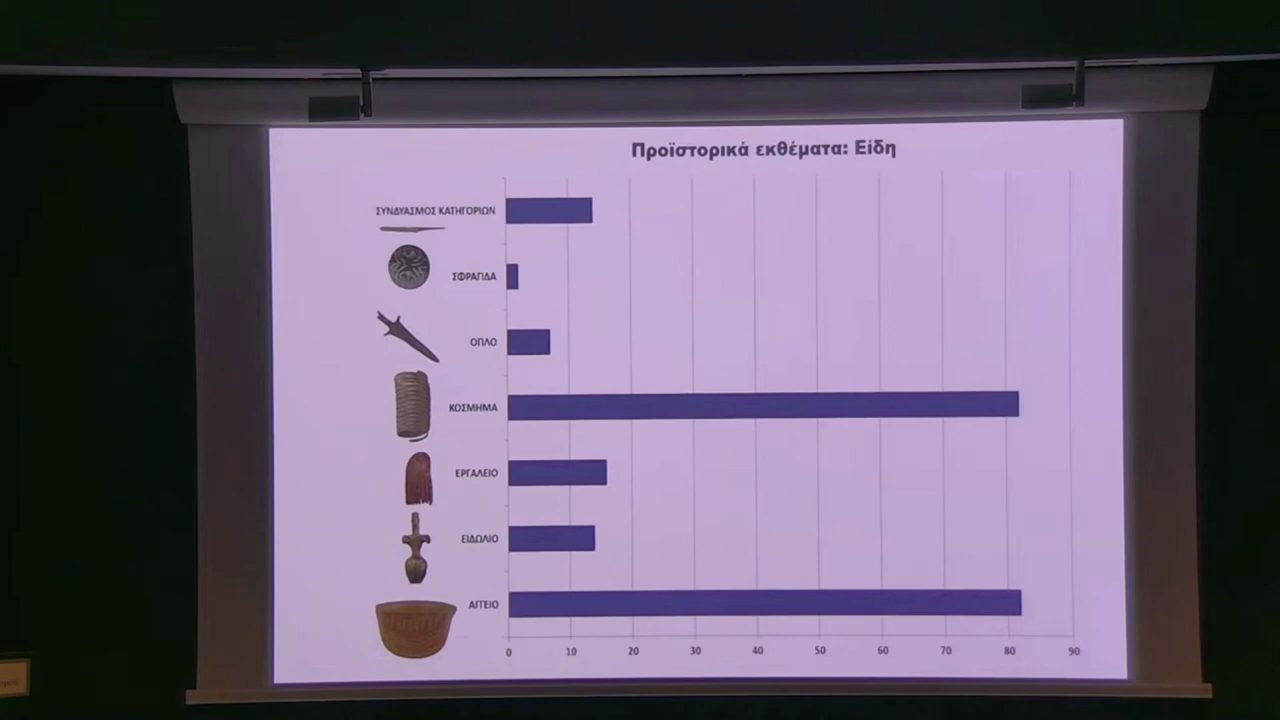 Προϊστορικά εκθέματα: Είδη
ΣΥΝΔΥΑΣΜΟΣ ΚΑΤΗΓΟΡΙΩΝ
ΣΦΡΑΓΙΔΑ
ΟΠΛΟ
ΚΟΣΜΗΜΑ
ΕΡΓΑΛΕΙΟ
ΕΙΔΩΛΙΟ
ΑΓΓΕΙΟ
0 10 20 30 40 50 60 70 80 90